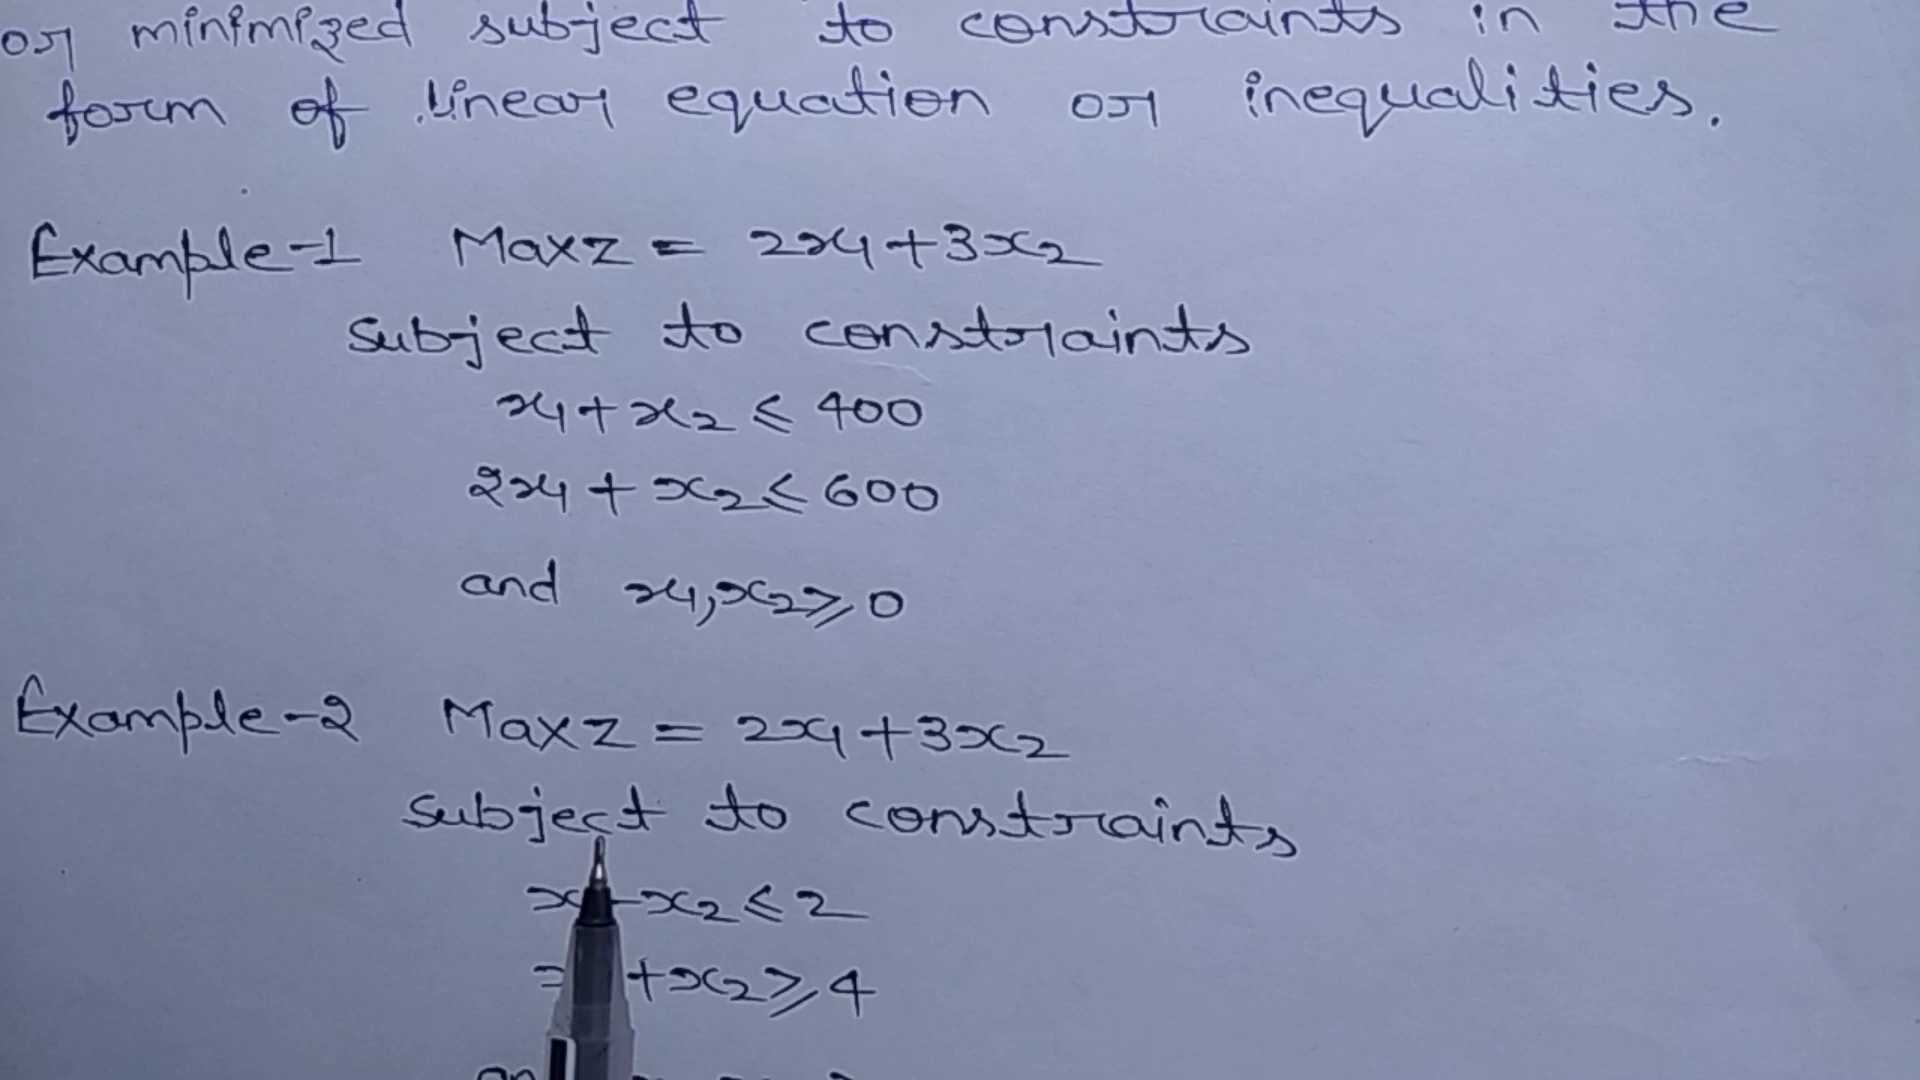 or minimized subject to constraints in the
form of linear equation or inequalities.
Example-1 Max z = 2x₁+3x₂
Subject to constraints
x₁+x₂ ≤ 400
2x₁+x₂ ≤ 600
and x₁,x₂ ≥ 0
Example-2 Max z = 2x₁+3x₂
Subject to constraints
x -x₂ ≤ 2
+x₂ ≥ 4